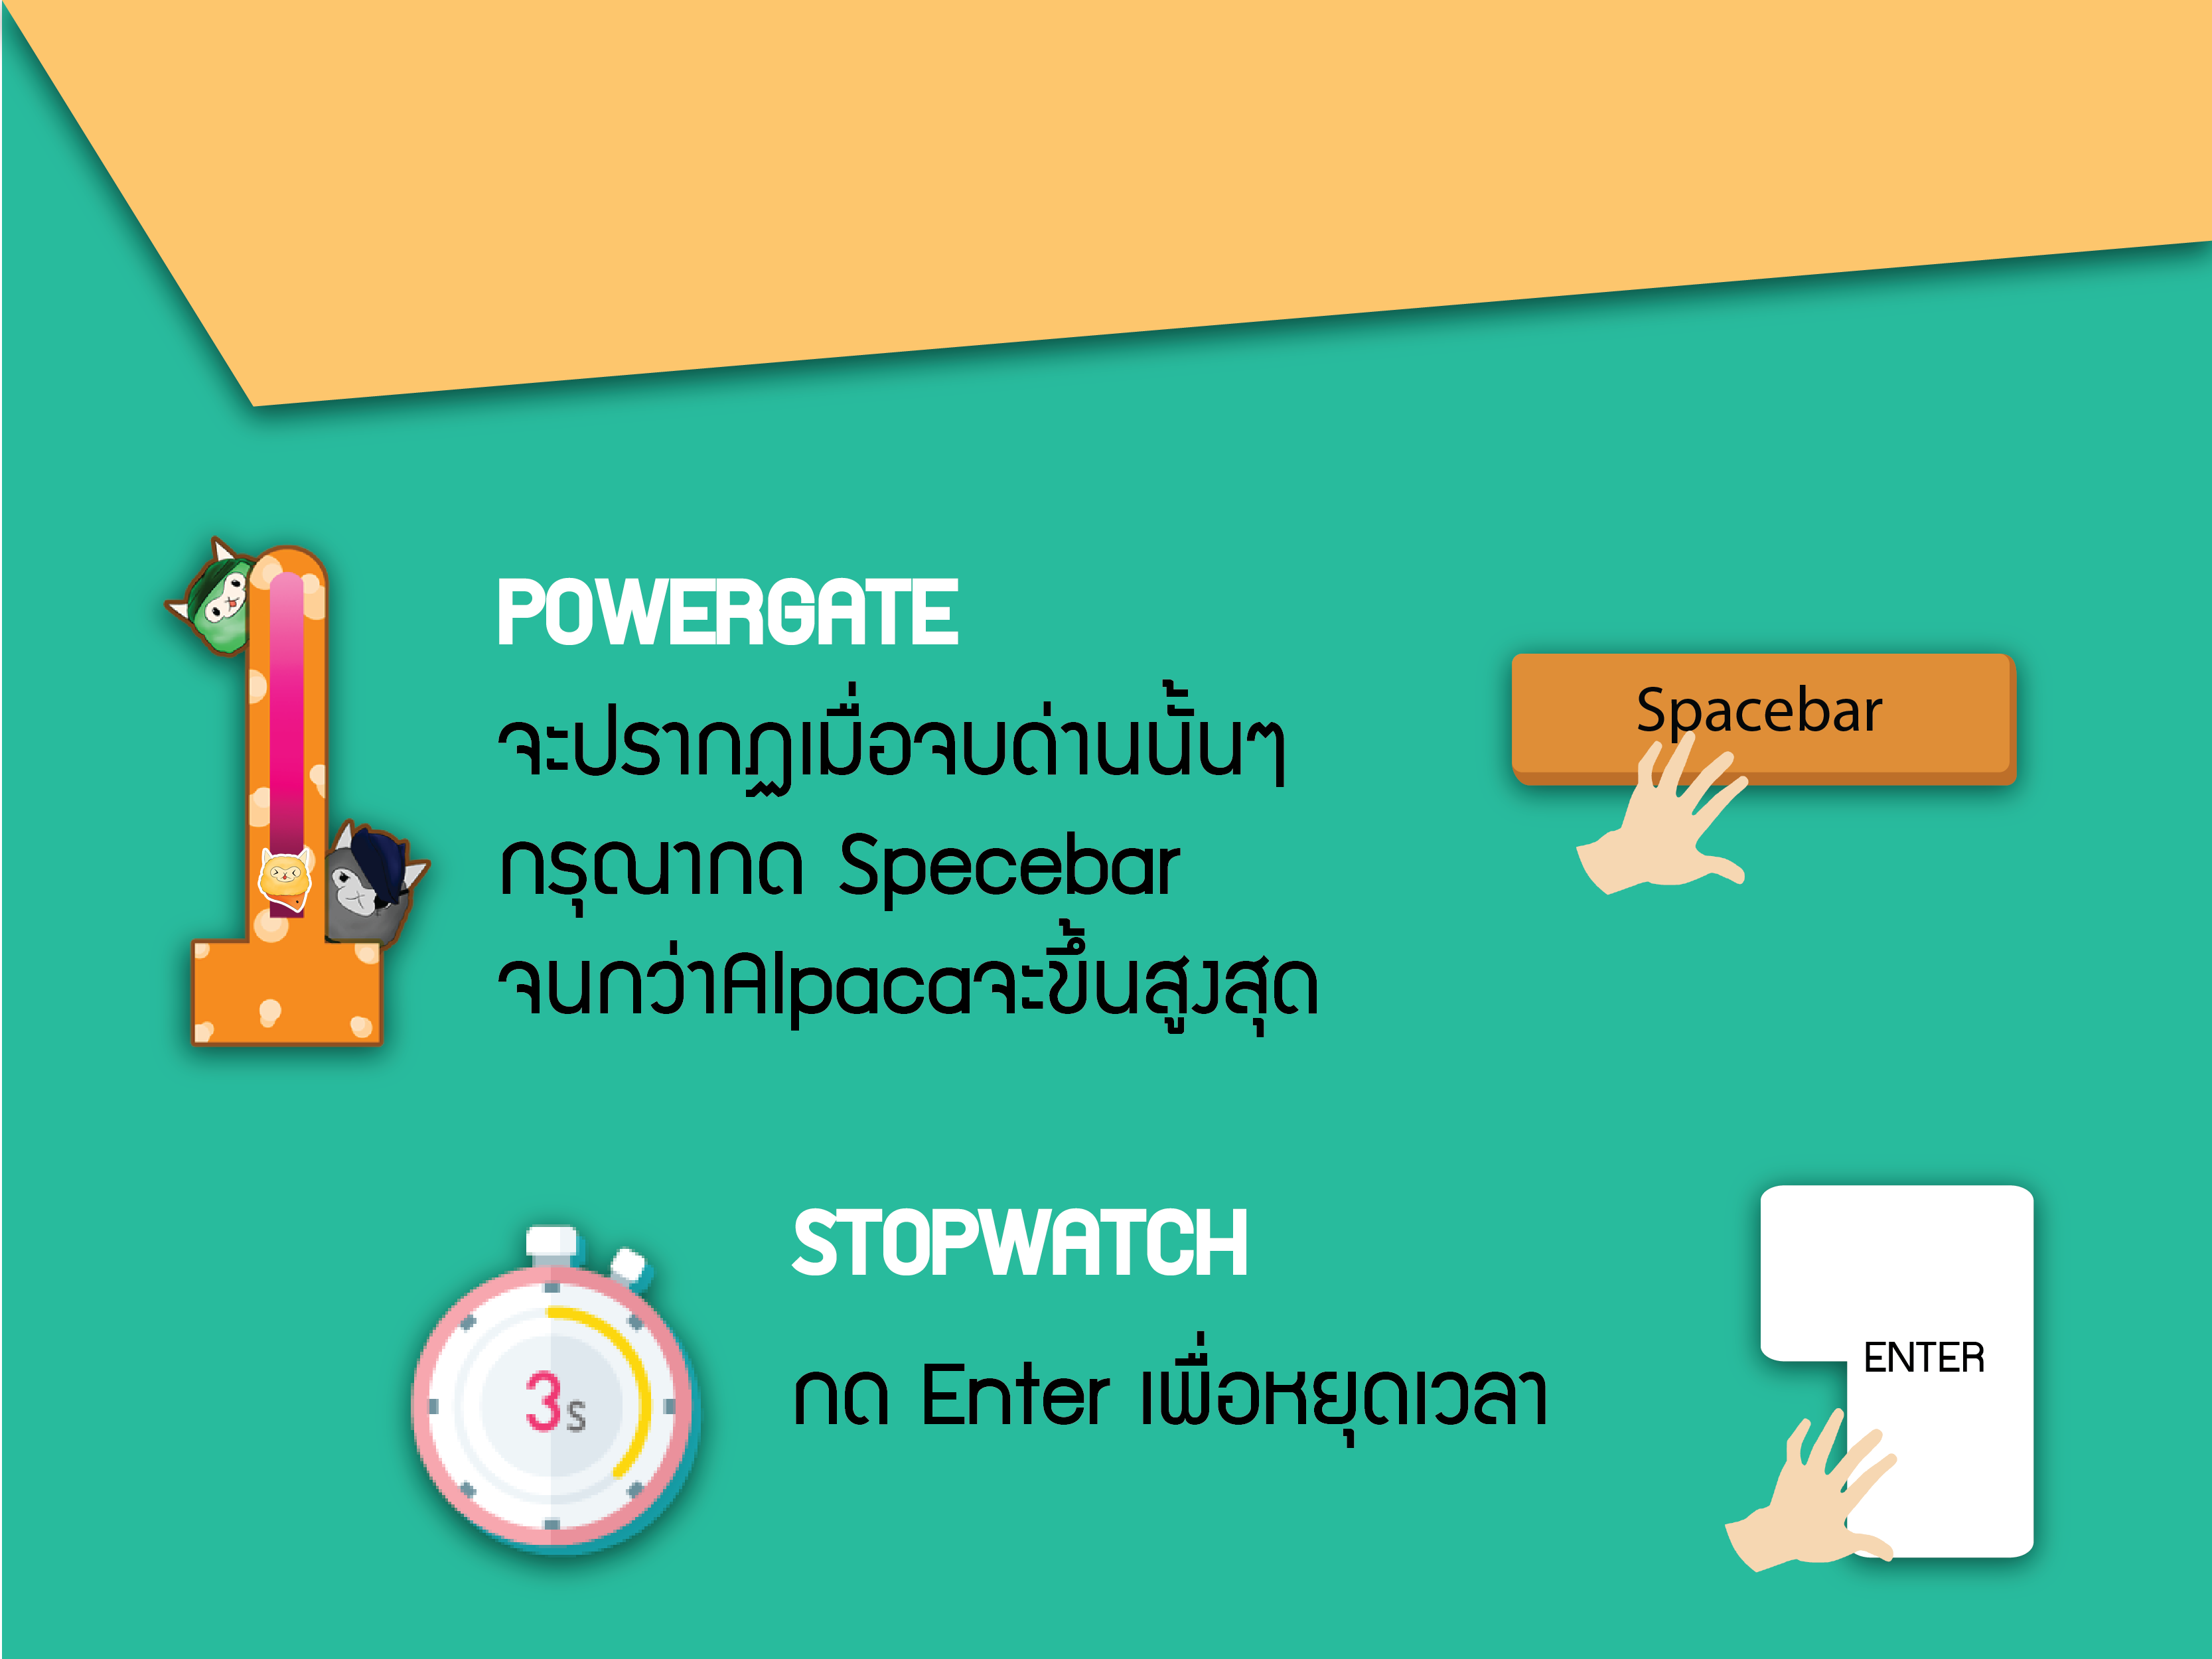 POWERGATE
จะปรากฏเมื่อจบด่านนั้นๆ
กรุณากด Specebar
จนกว่าAlpacaจะขึ้นสูงสุด
Spacebar
STOPWATCH
3s
กด Enter เพื่อหยุดเวลา
ENTER